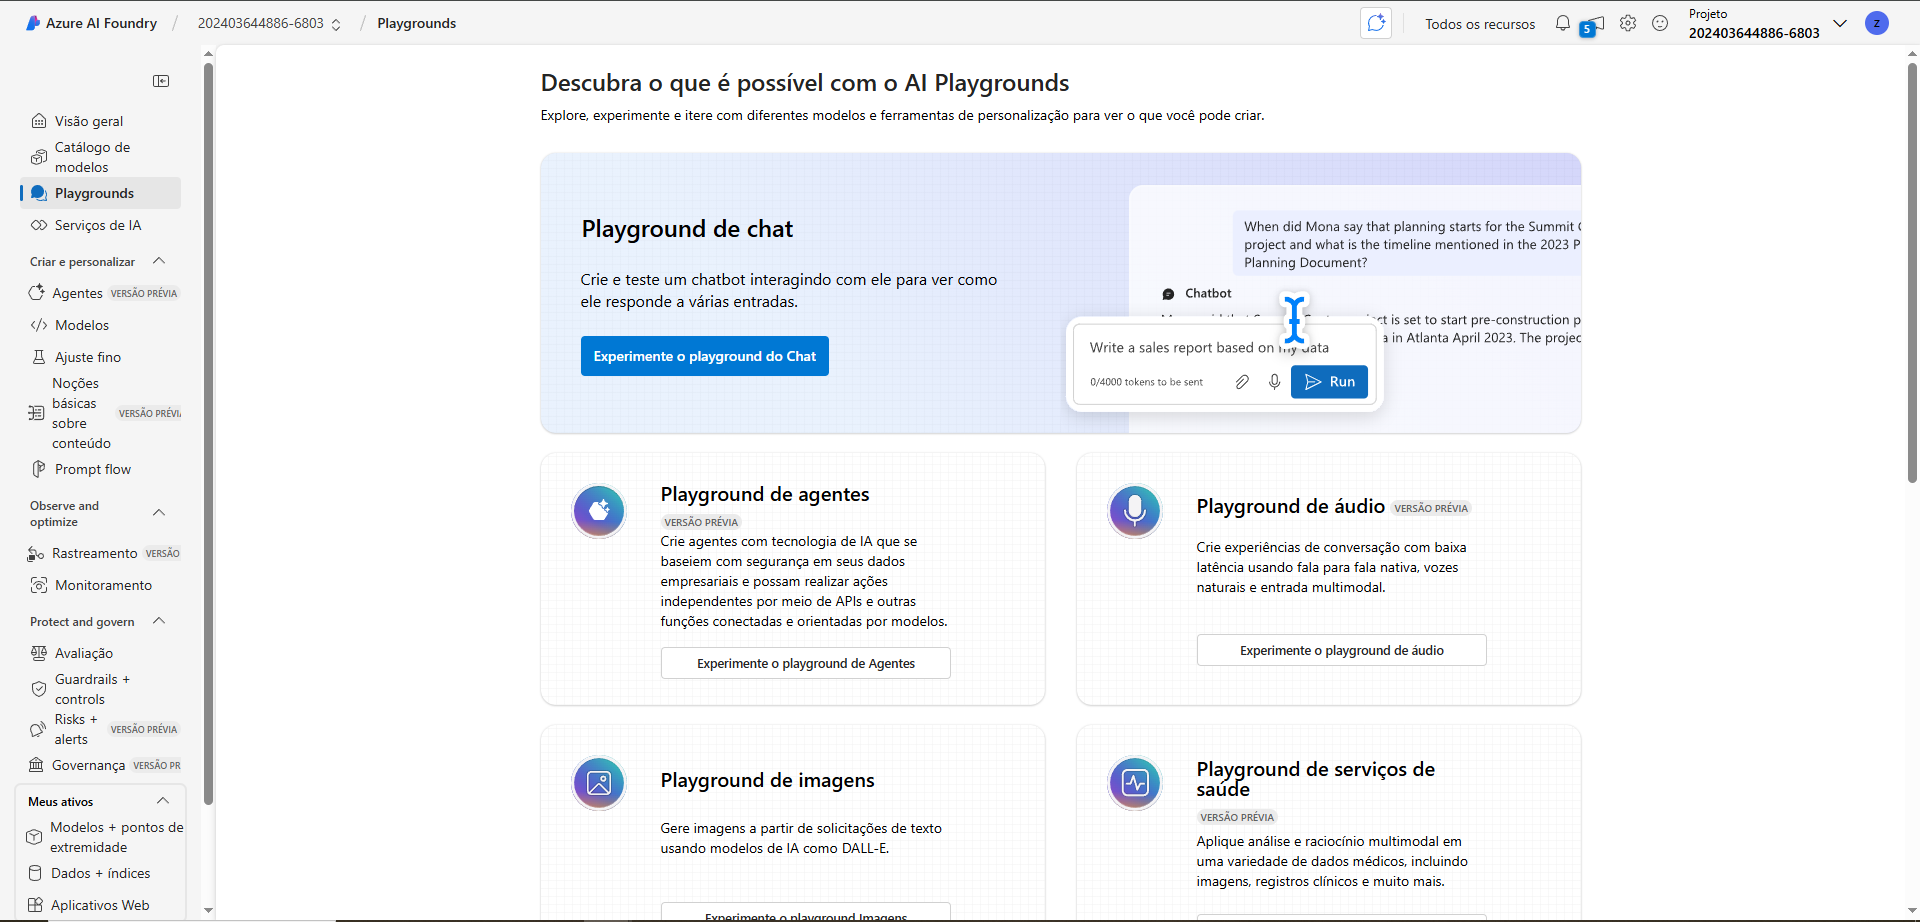 Azure AI Foundry / 202403644886-6803 / Playgrounds
Todos os recursos
5
Projeto
202403644886-6803
Z
Visão geral
Catálogo de
modelos
Playgrounds
Serviços de IA
Criar e personalizar
Agentes VERSÃO PRÉVIA
Modelos
Ajuste fino
Noções
básicas
sobre
conteúdo
VERSÃO PRÉVI
Prompt flow
Observe and
optimize
Rastreamento VERSÃO
Monitoramento
Protect and govern
Avaliação
Guardrails +
controls
Risks +
alerts
VERSÃO PRÉVIA
Governança VERSÃO PR
Meus ativos
Modelos + pontos de
extremidade
Dados + índices
Aplicativos Web
Descubra o que é possível com o AI Playgrounds
Explore, experimente e itere com diferentes modelos e ferramentas de personalização para ver o que você pode criar.
Playground de chat
Crie e teste um chatbot interagindo com ele para ver como
ele responde a várias entradas.
Experimente o playground do Chat
When did Mona say that planning starts for the Summit
project and what is the timeline mentioned in the 2023 P
Planning Document?
Chatbot
is set to start pre-construction p
a in Atlanta April 2023. The projec
Write a sales report based on my data
0/4000 tokens to be sent
Run
Playground de agentes
VERSÃO PRÉVIA
Crie agentes com tecnologia de IA que se
baseiem com segurança em seus dados
empresariais e possam realizar ações
independentes por meio de APIs e outras
funções conectadas e orientadas por modelos.
Experimente o playground de Agentes
Playground de áudio VERSÃO PRÉVIA
Crie experiências de conversação com baixa
latência usando fala para fala nativa, vozes
naturais e entrada multimodal.
Experimente o playground de áudio
Playground de imagens
Gere imagens a partir de solicitações de texto
usando modelos de IA como DALL-E.
Experimente o playground Imagens
Playground de serviços de
saúde
VERSÃO PRÉVIA
Aplique análise e raciocínio multimodal em
uma variedade de dados médicos, incluindo
imagens, registros clínicos e muito mais.